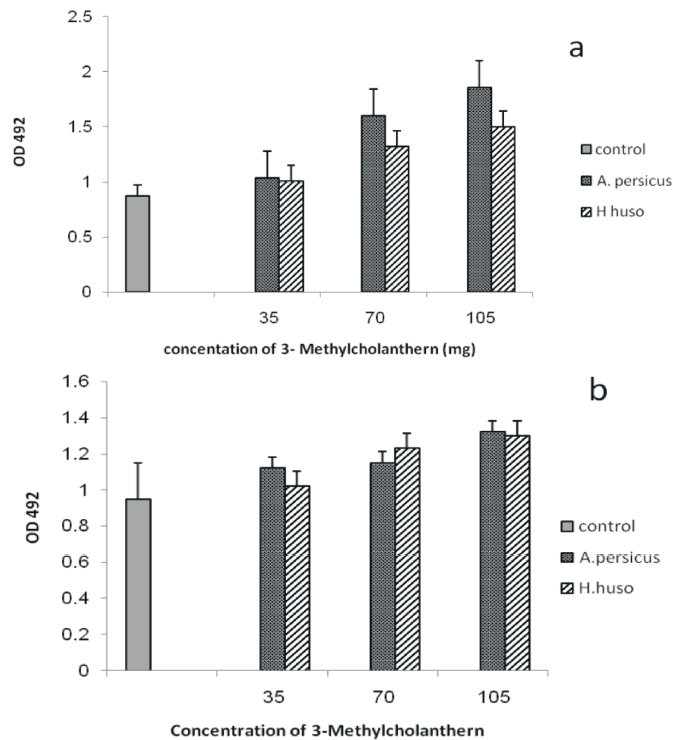 a
2.5
2
1.5
1
0.5
0
OD 492
35 70 105
concentation of 3- Methylcholanthern (mg)
control
A. persicus
H huso
b
1.6
1.4
1.2
1
0.8
0.6
0.4
0.2
0
OD 492
35 70 105
Concentration of 3-Methylcholanthern
control
A.persicus
H.huso